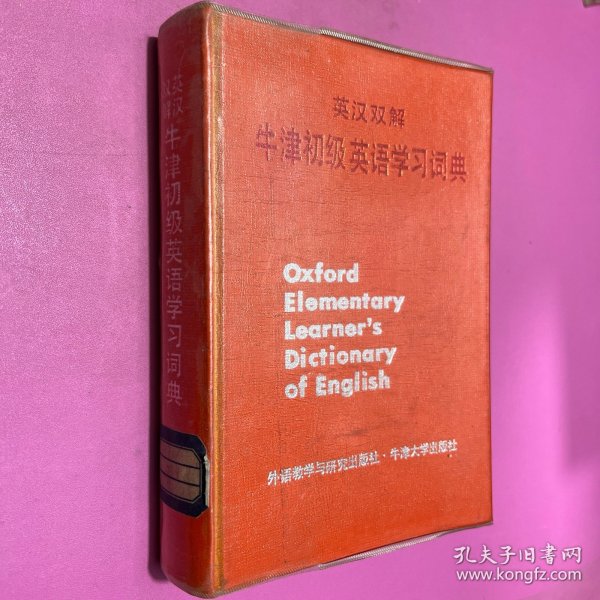 英汉双解
牛津初级英语学习词典
Oxford
Elementary
Learner's
Dictionary
of English
外语教学与研究出版社·牛津大学出版社
英汉
双解
牛津初级英语学习词典
孔夫子旧书网
www.kongfz.com